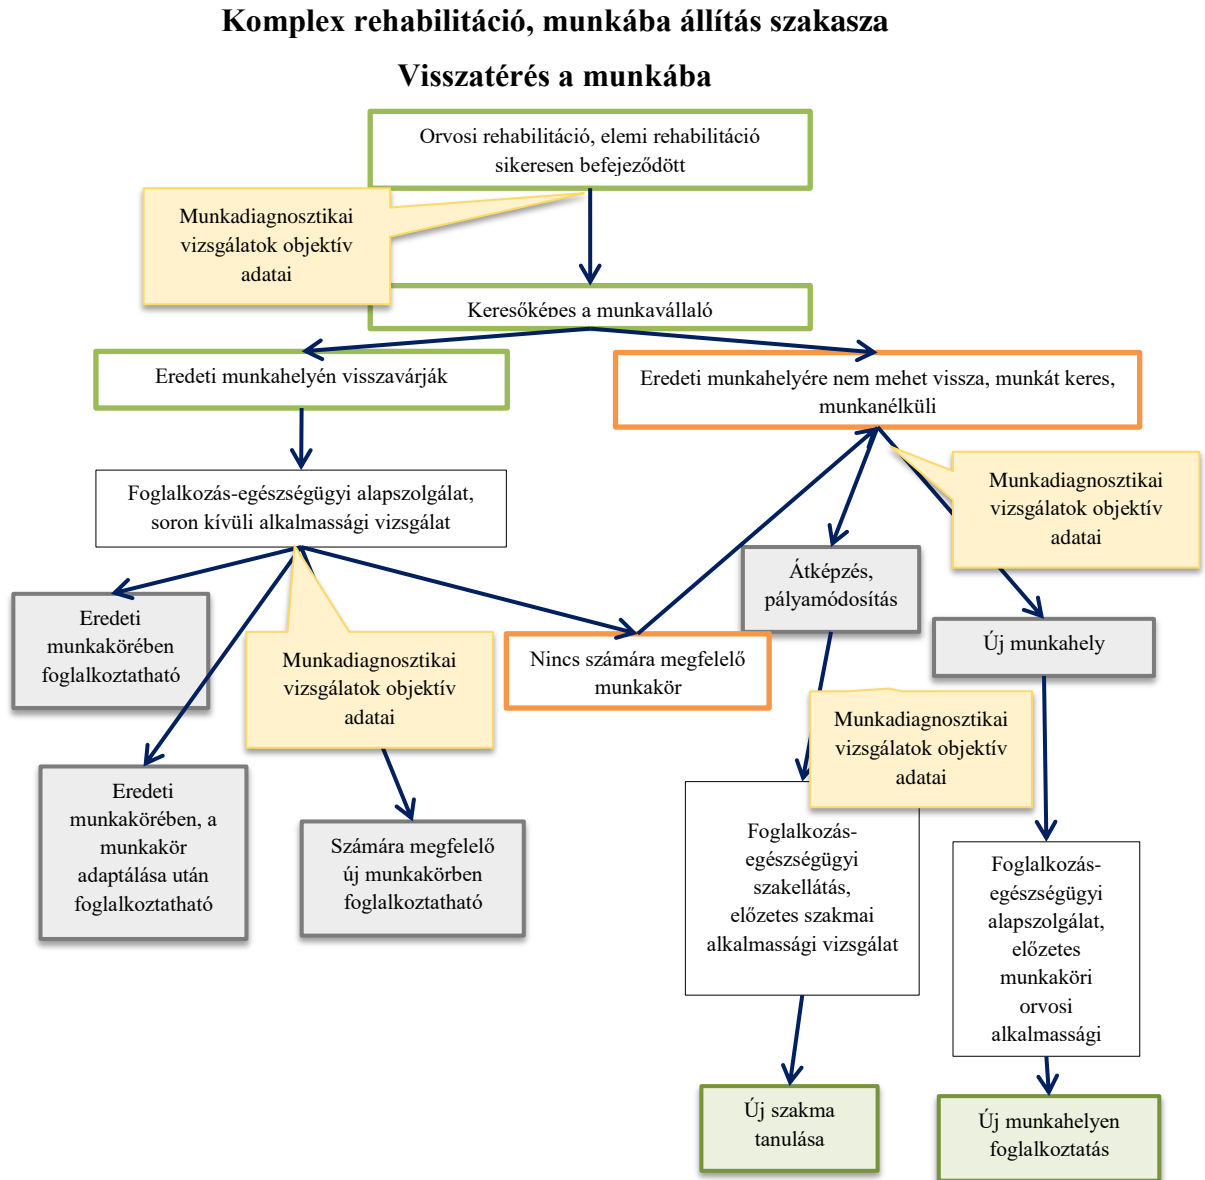 Komplex rehabilitáció, munkába állítás szakasza
Visszatérés a munkába
Orvosi rehabilitáció, elemi rehabilitáció
sikeresen befejeződött
Munkadiagnosztikai
vizsgálatok objektív
adatai
Keresőképes a munkavállaló
Eredeti munkahelyén visszavárják
Eredeti munkahelyére nem mehet vissza, munkát keres,
munkanélküli
Foglalkozás-egészségügyi alapszolgálat,
soron kívüli alkalmassági vizsgálat
Munkadiagnosztikai
vizsgálatok objektív
adatai
Átképzés,
pályamódosítás
Eredeti
munkakörében
foglalkoztatható
Munkadiagnosztikai
vizsgálatok objektív
adatai
Nincs számára megfelelő
munkakör
Új munkahely
Munkadiagnosztikai
vizsgálatok objektív
adatai
Eredeti
munkakörében, a
munkakör
adaptálása után
foglalkoztatható
Számára megfelelő
új munkakörben
foglalkoztatható
Foglalkozás-
egészségügyi
szakellátás,
előzetes szakmai
alkalmassági vizsgálat
Foglalkozás-
egészségügyi
alapszolgálat,
előzetes
munkaköri
orvosi
alkalmassági
Új szakma
tanulása
Új munkahelyen
foglalkoztatás